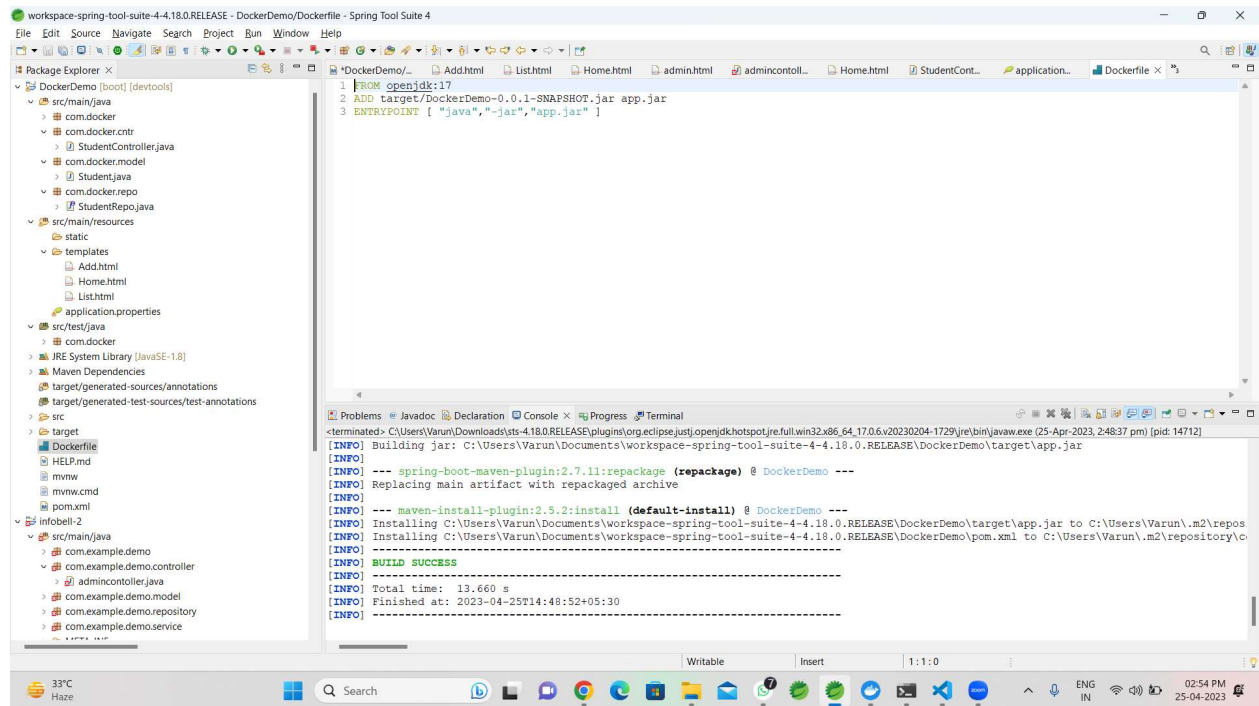 workspace-spring-tool-suite-4-4.18.0.RELEASE - DockerDemo/Dockerfile - Spring Tool Suite 4
File Edit Source Navigate Search Project Run Window Help
Package Explorer
DockerDemo [boot] [devtools]
src/main/java
com.docker
com.docker.cntr
StudentController.java
com.docker.model
Student.java
com.docker.repo
StudentRepo.java
src/main/resources
static
templates
Add.html
Home.html
List.html
application.properties
src/test/java
com.docker
JRE System Library [JavaSE-1.8]
Maven Dependencies
target/generated-sources/annotations
target/generated-test-sources/test-annotations
src
target
Dockerfile
HELP.md
mvnw
mvnw.cmd
pom.xml
infobell-2
src/main/java
com.example.demo
com.example.demo.controller
admincontoller.java
com.example.demo.model
com.example.demo.repository
com.example.demo.service
*DockerDemo/... Add.html List.html Home.html admin.html admincontoll... Home.html StudentCont... application... Dockerfile
1 FROM openjdk:17
2 ADD target/DockerDemo-0.0.1-SNAPSHOT.jar app.jar
3 ENTRYPOINT [ "java","-jar","app.jar" ]
Problems Javadoc Declaration Console Progress Terminal
<terminated> C:\Users\Varun\Downloads\sts-4.18.0.RELEASE\plugins\org.eclipse.justj.openjdk.hotspot.jre.full.win32.x86_64_17.0.6.v20230204-1729\jre\bin\javaw.exe (25-Apr-2023, 2:48:37 pm) [pid: 14712]
[INFO] Building jar: C:\Users\Varun\Documents\workspace-spring-tool-suite-4-4.18.0.RELEASE\DockerDemo\target\app.jar
[INFO]
[INFO] --- spring-boot-maven-plugin:2.7.11:repackage (repackage) @ DockerDemo ---
[INFO] Replacing main artifact with repackaged archive
[INFO]
[INFO] --- maven-install-plugin:2.5.2:install (default-install) @ DockerDemo ---
[INFO] Installing C:\Users\Varun\Documents\workspace-spring-tool-suite-4-4.18.0.RELEASE\DockerDemo\target\app.jar to C:\Users\Varun\.m2\repos
[INFO] Installing C:\Users\Varun\Documents\workspace-spring-tool-suite-4-4.18.0.RELEASE\DockerDemo\pom.xml to C:\Users\Varun\.m2\repository\c
[INFO] ------------------------------------------------------------------------
[INFO] BUILD SUCCESS
[INFO] ------------------------------------------------------------------------
[INFO] Total time: 13.660 s
[INFO] Finished at: 2023-04-25T14:48:52+05:30
[INFO] ------------------------------------------------------------------------
Writable Insert 1:1:0
33°C
Haze
Search
7
zoom
ENG
IN
02:54 PM
25-04-2023